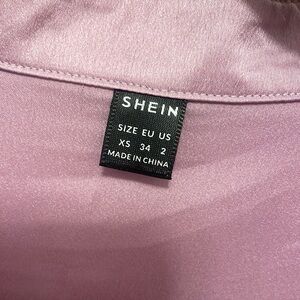 SHEIN
SIZE EU US
XS 34 2
MADE IN CHINA